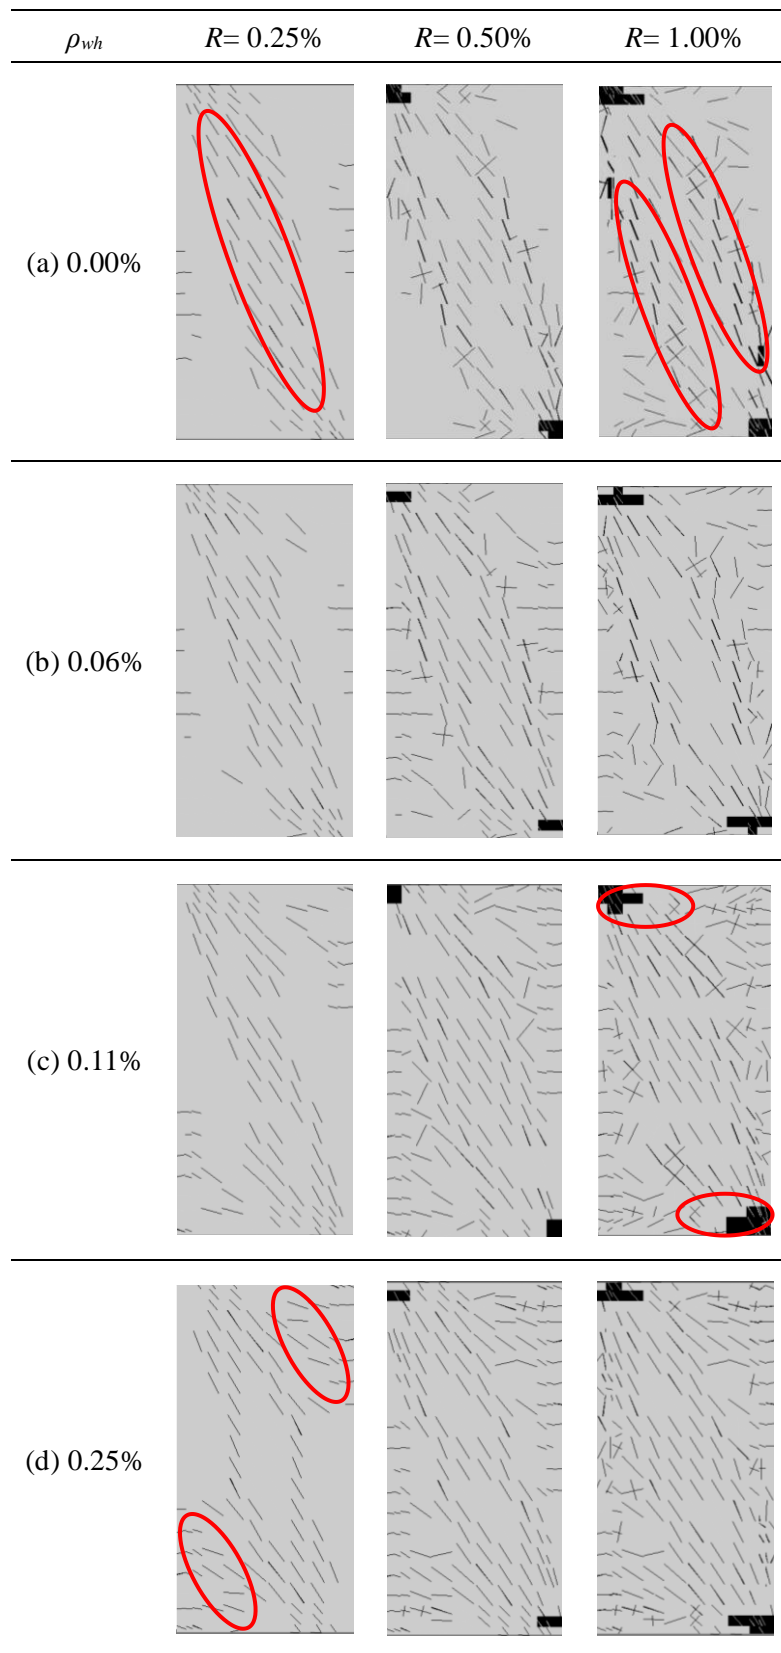 ρwh R= 0.25% R= 0.50% R= 1.00%
(a) 0.00%
(b) 0.06%
(c) 0.11%
(d) 0.25%